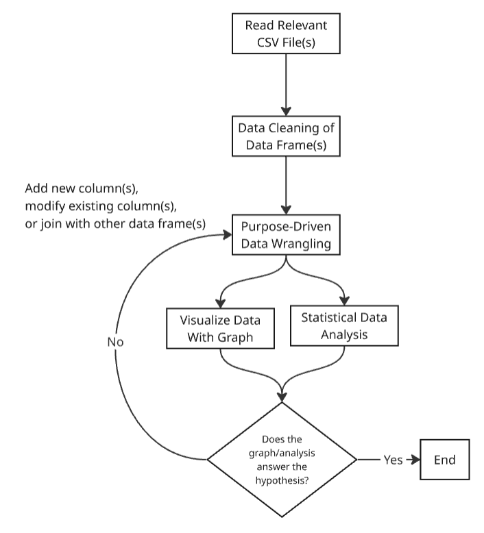 Read Relevant
CSV File(s)
Data Cleaning of
Data Frame(s)
Add new column(s),
modify existing column(s),
or join with other data frame(s)
Purpose-Driven
Data Wrangling
Visualize Data
With Graph
Statistical Data
Analysis
No
Does the
graph/analysis
answer the
hypothesis?
Yes
End